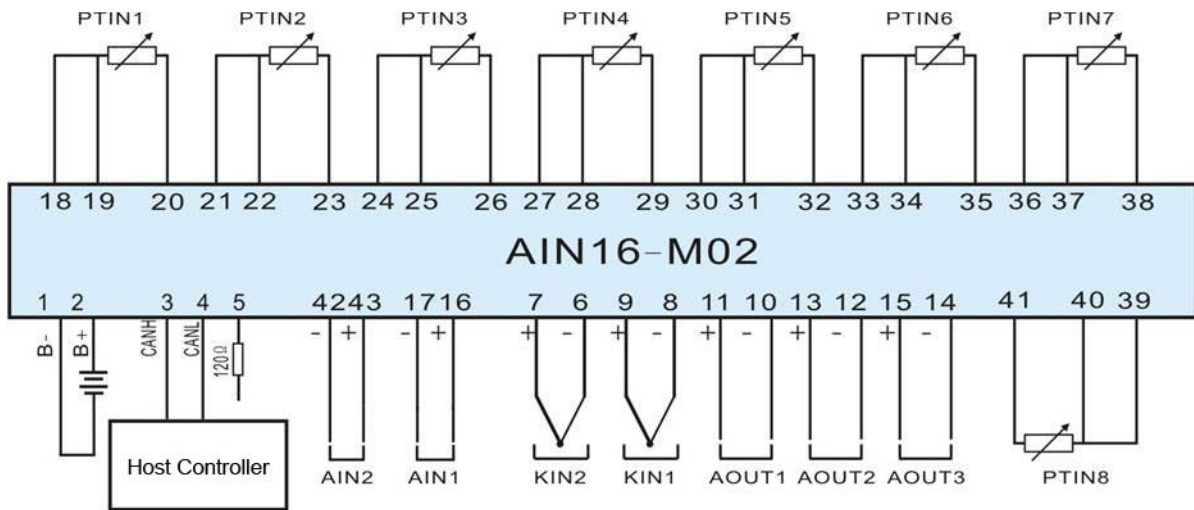 PTIN1 PTIN2 PTIN3 PTIN4 PTIN5 PTIN6 PTIN7
18 19 20 21 22 23 24 25 26 27 28 29 30 31 32 33 34 35 36 37 38
AIN16-M02
1 2 3 4 5 42 43 17 16 7 6 9 8 11 10 13 12 15 14 41 40 39
B- B+ CANH CANL 120Ω - + - + + - + - + - + - + -
Host Controller
AIN2 AIN1 KIN2 KIN1 AOUT1 AOUT2 AOUT3 PTIN8